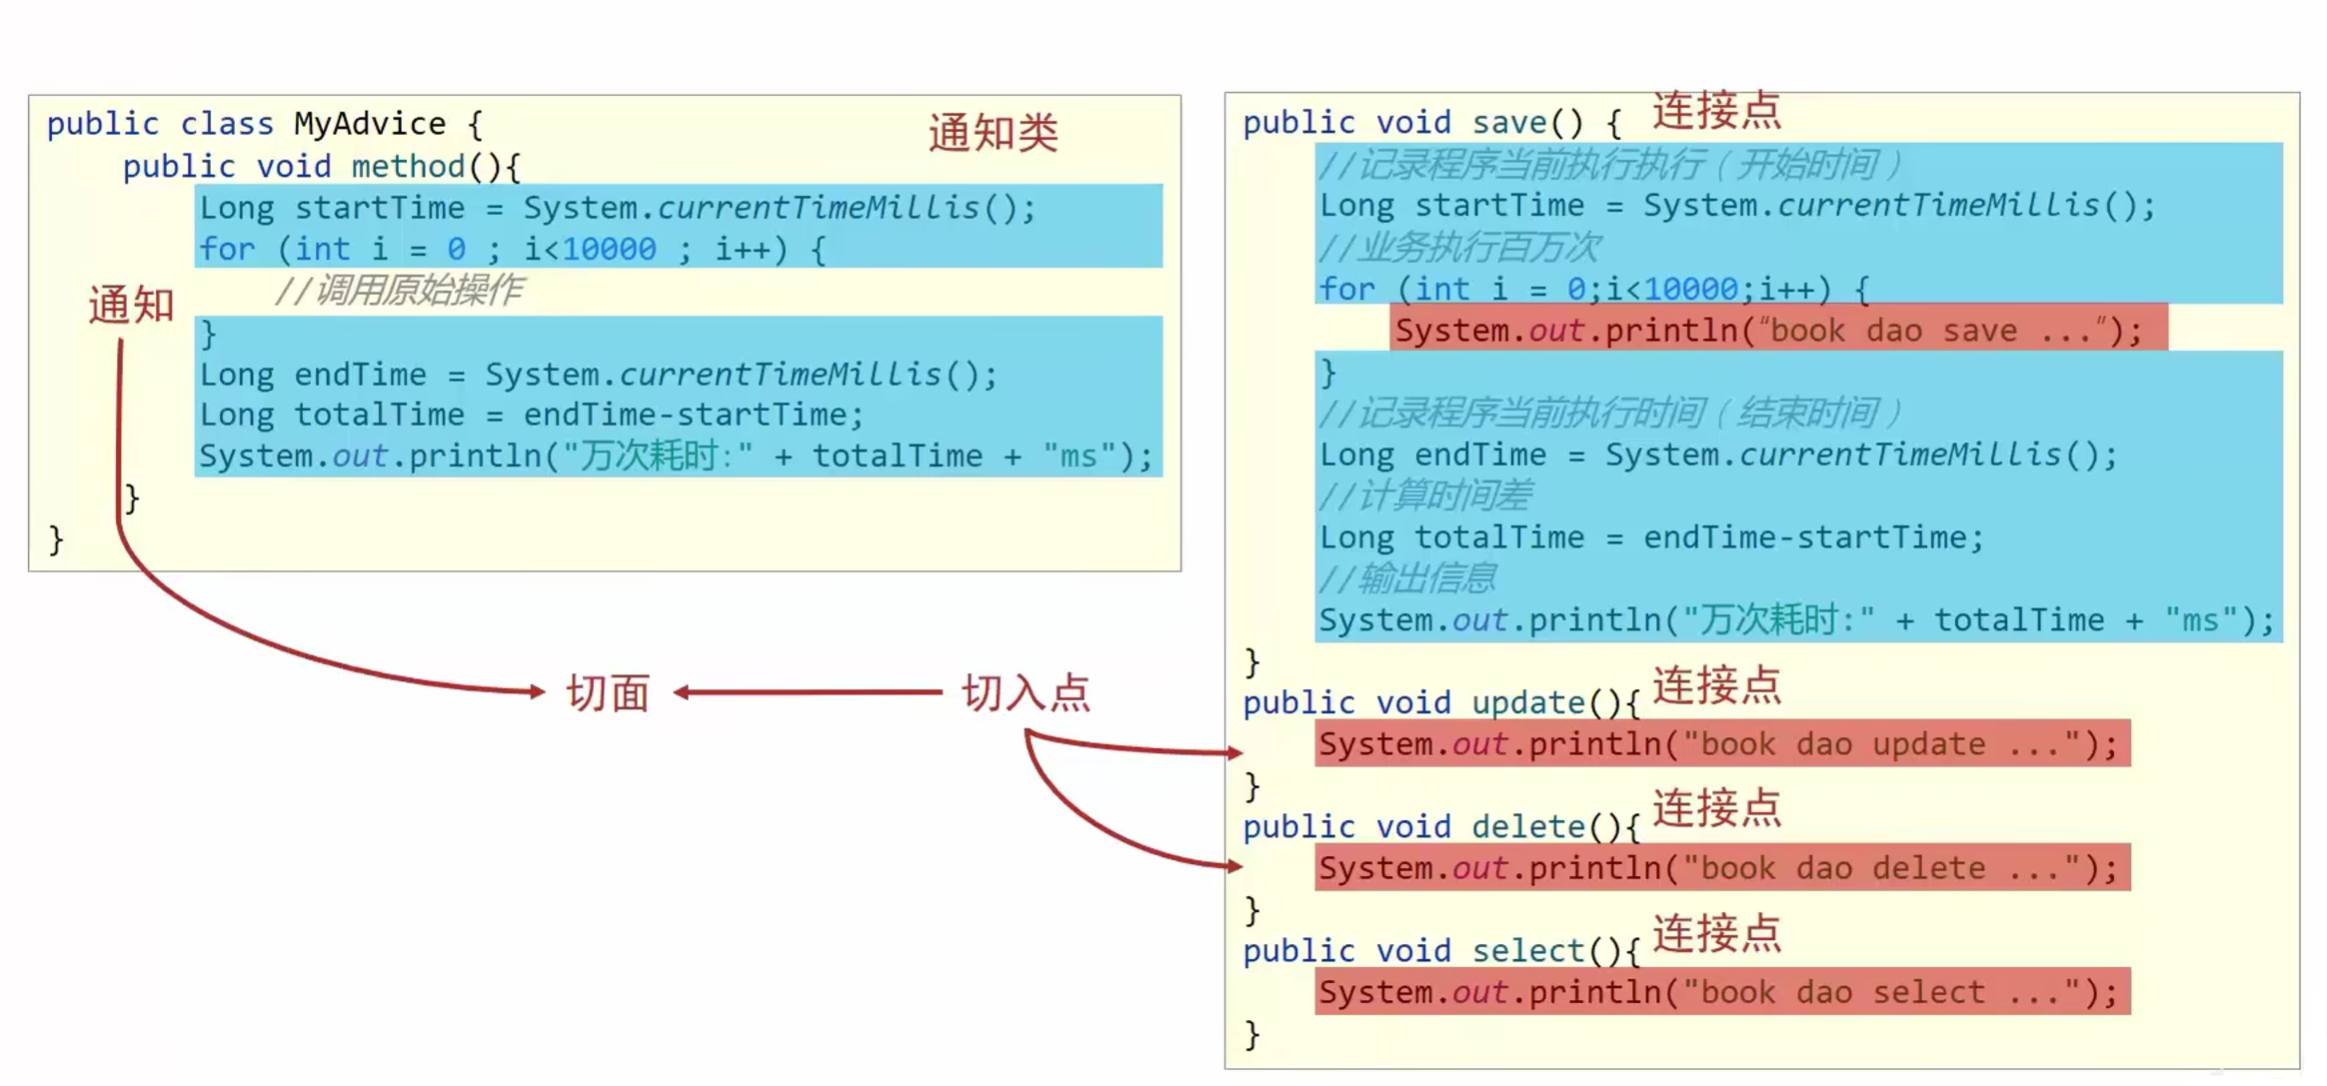 public class MyAdvice {
通知类
public void method(){
Long startTime = System.currentTimeMillis();
for (int i = 0 ; i<10000 ; i++) {
//调用原始操作
通知
}
Long endTime = System.currentTimeMillis();
Long totalTime = endTime-startTime;
System.out.println("万次耗时:" + totalTime + "ms");
}
}
切面
切入点
public void save() {
连接点
//记录程序当前执行执行（开始时间）
Long startTime = System.currentTimeMillis();
//业务执行百万次
for (int i = 0;i<10000;i++) {
System.out.println(“book dao save ...”);
}
//记录程序当前执行时间（结束时间）
Long endTime = System.currentTimeMillis();
//计算时间差
Long totalTime = endTime-startTime;
//输出信息
System.out.println("万次耗时:" + totalTime + "ms");
}
public void update(){
连接点
System.out.println("book dao update ...");
}
public void delete(){
连接点
System.out.println("book dao delete ...");
}
public void select(){
连接点
System.out.println("book dao select ...");
}